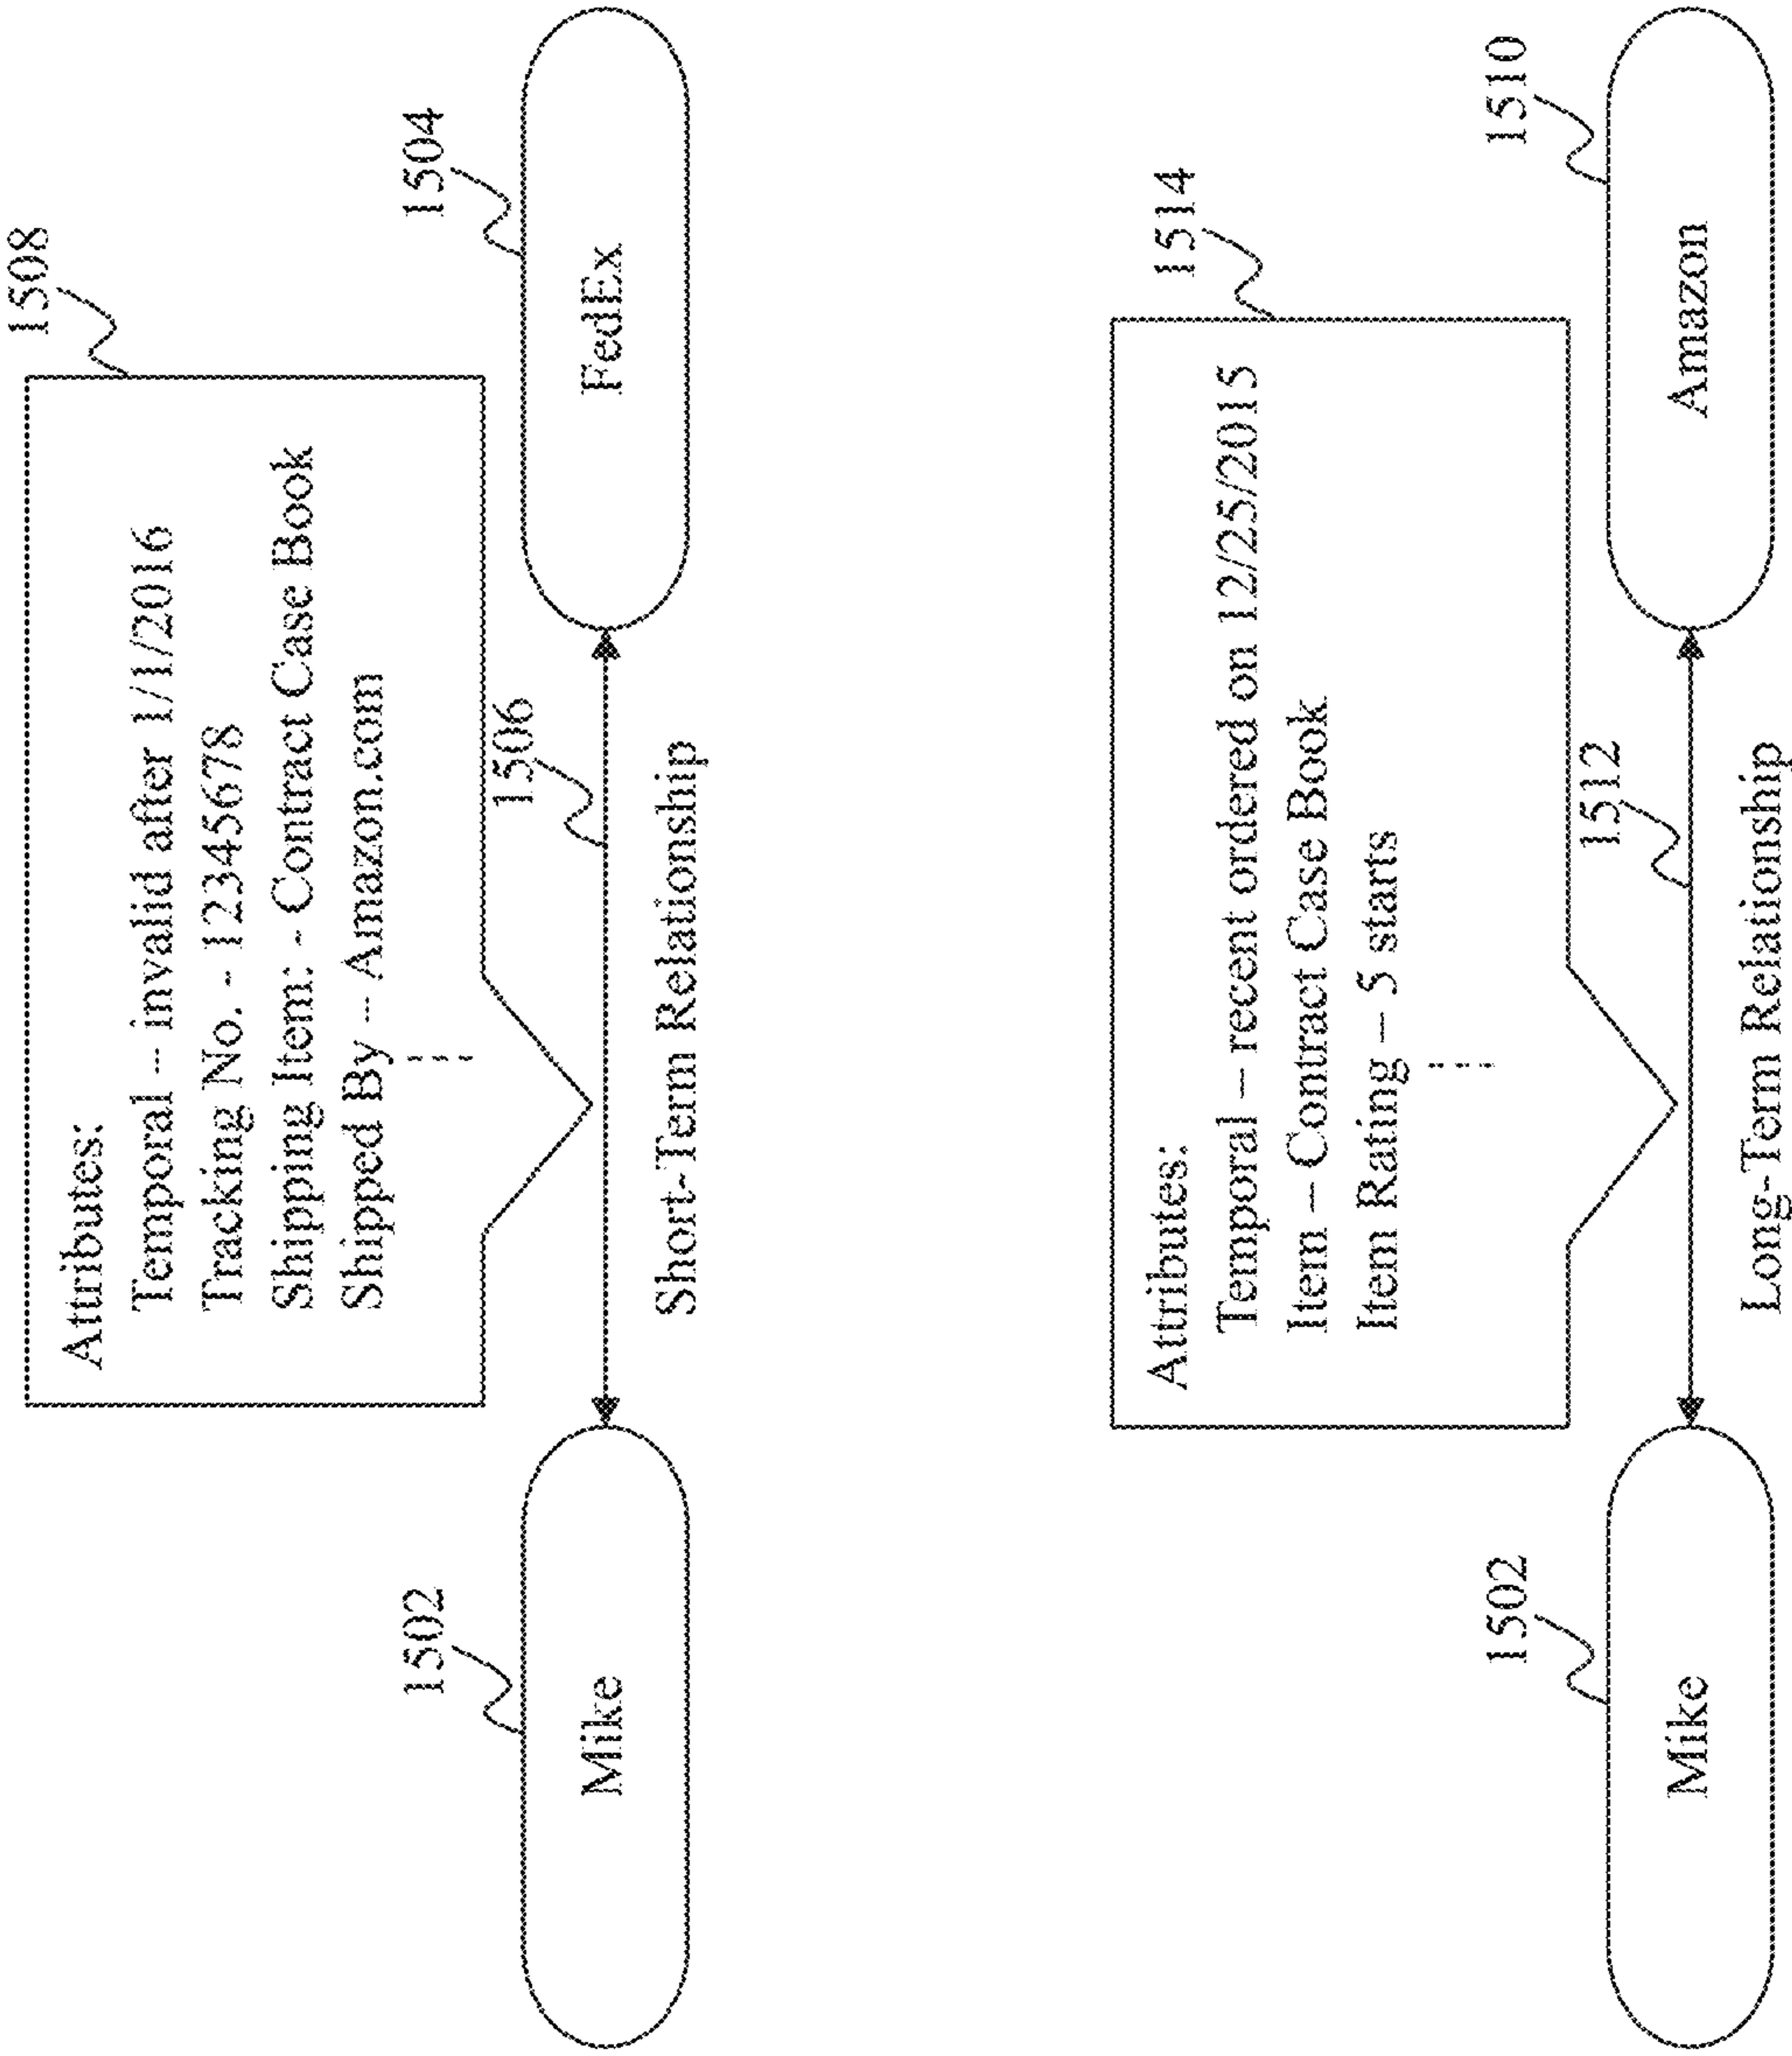 1508
Attributes:
Temporal -- invalid after 1/1/2016
Tracking No. - 12345678
Shipping Item: - Contract Case Book
Shipped By -- Amazon.com
1502
1506
1504
Mike
FedEx
Short-Term Relationship
1514
Attributes:
Temporal – recent ordered on 12/25/2015
Item – Contract Case Book
Item Rating – 5 starts
1502
1512
1510
Mike
Amazon
Long-Term Relationship